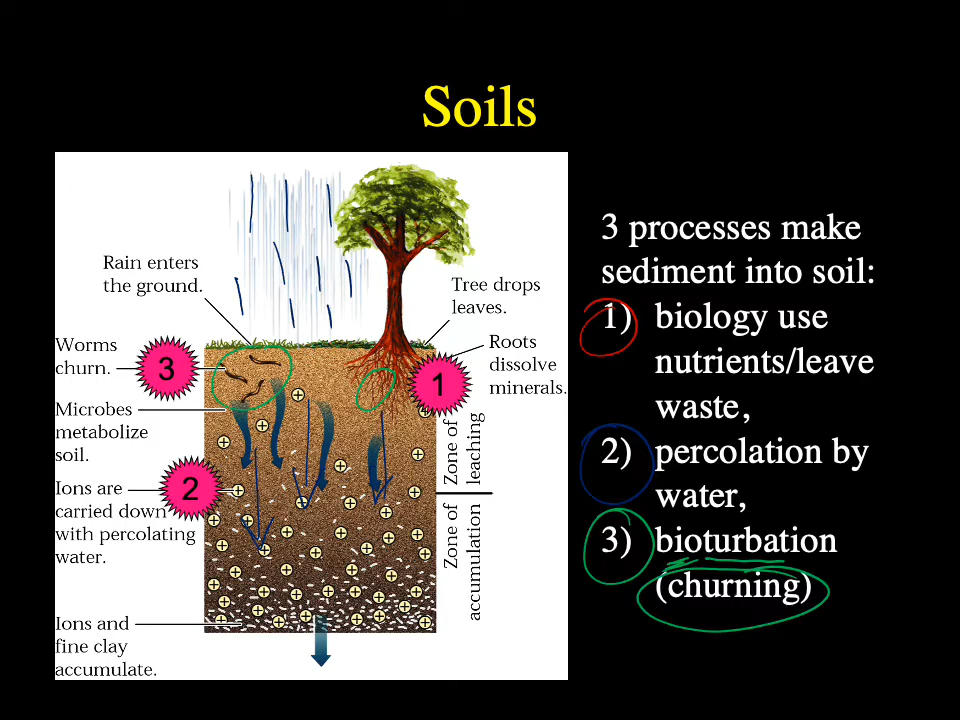 Soils
Rain enters
the ground.
Tree drops
leaves.
Worms
churn.
3
Roots
dissolve
minerals.
1
Microbes
metabolize
soil.
Zone of
leaching
2
Ions are
carried down
with percolating
water.
Zone of
accumulation
Ions and
fine clay
accumulate.
3 processes make
sediment into soil:
1) biology use
nutrients/leave
waste,
2) percolation by
water,
3) bioturbation
(churning)